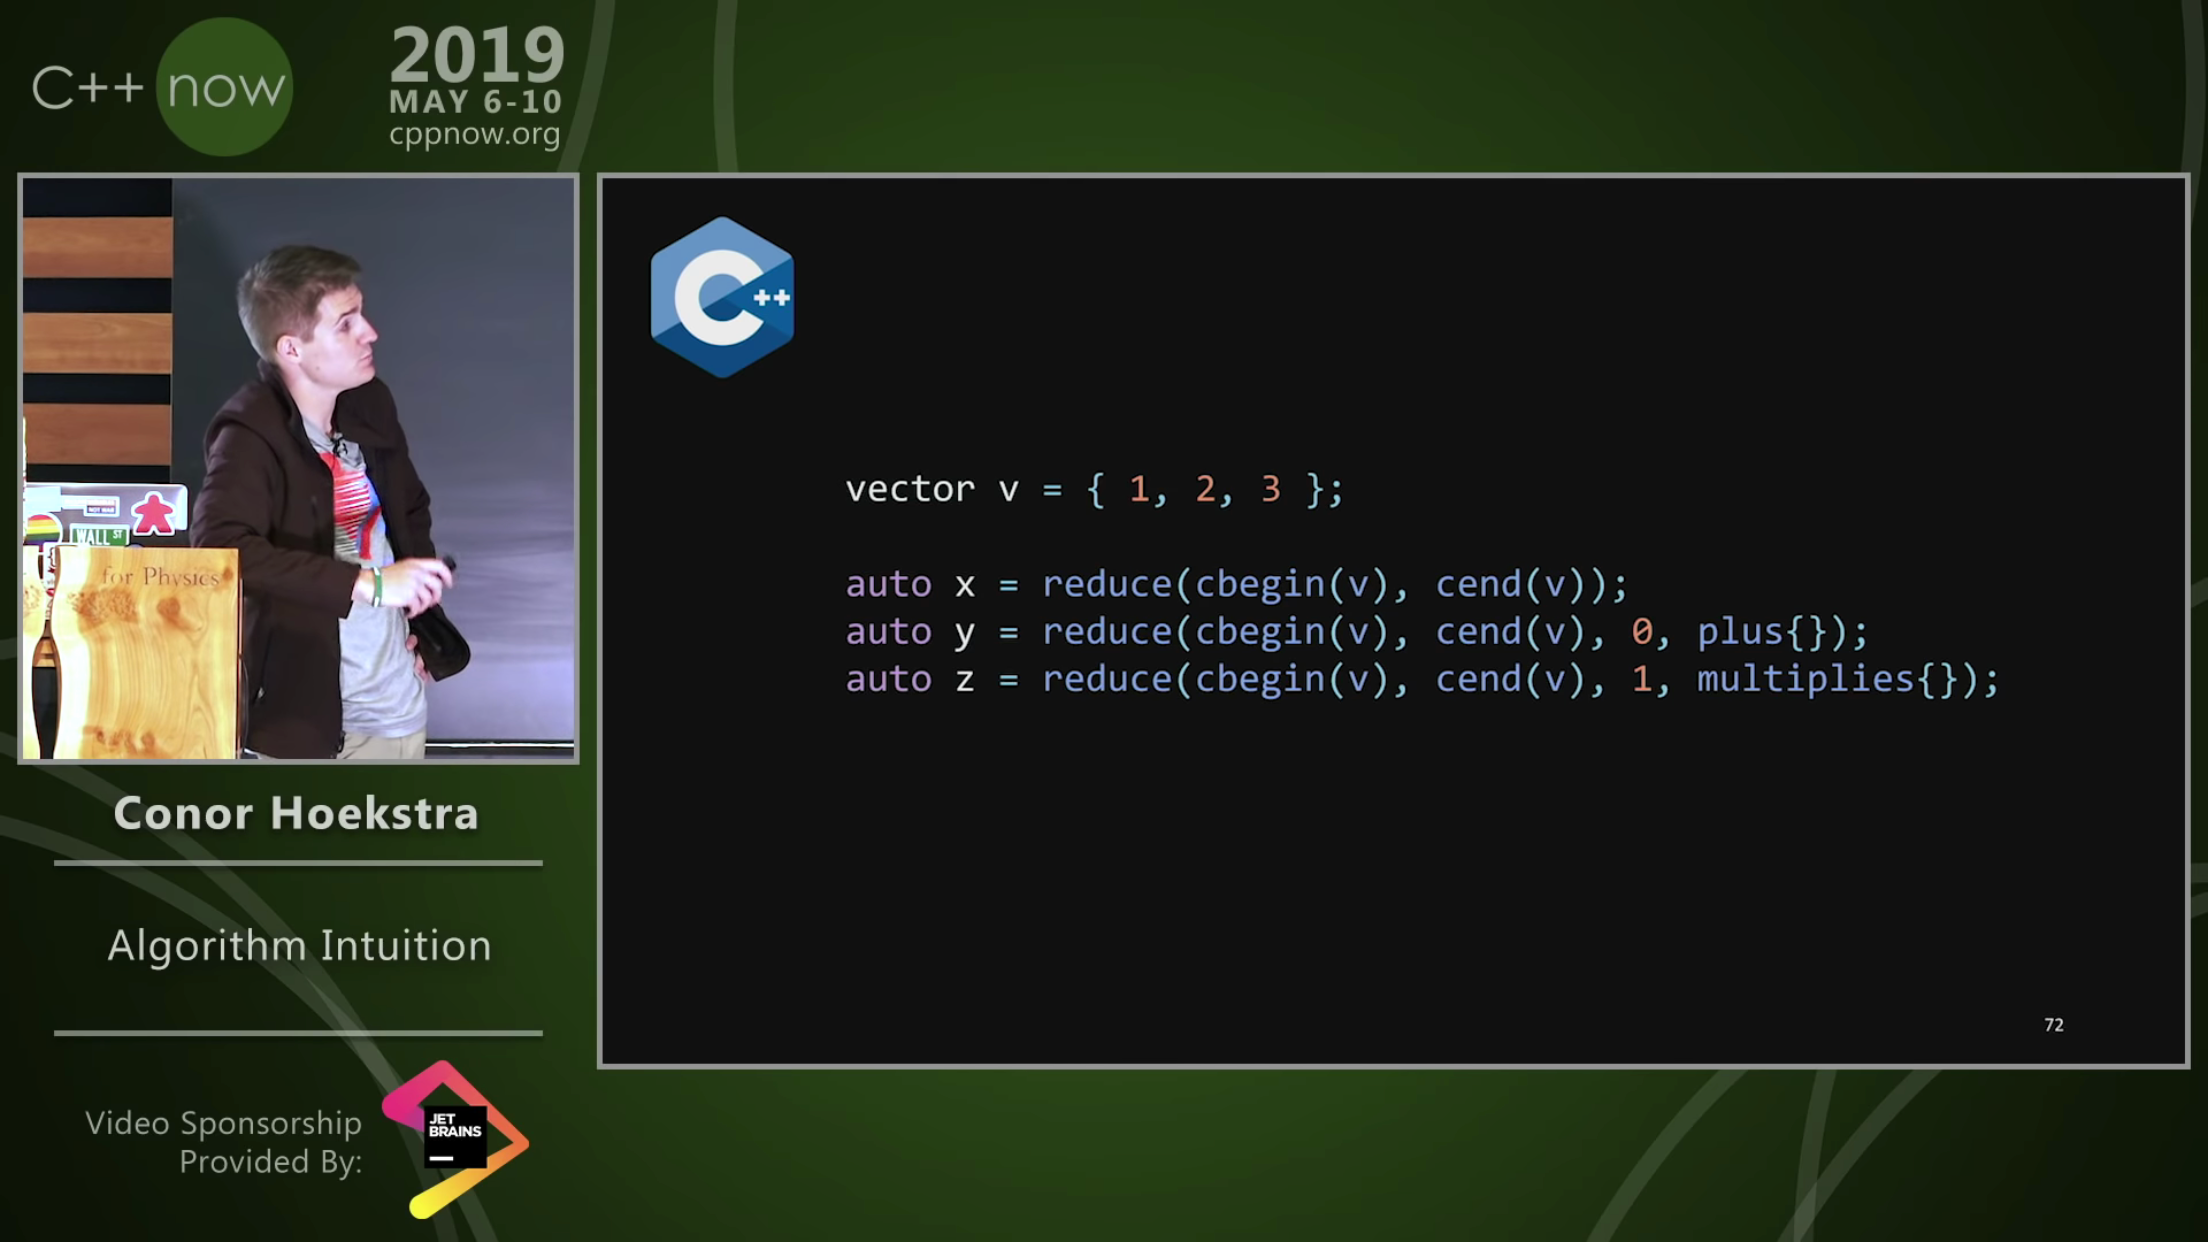 C++ now
2019
MAY 6-10
cppnow.org
WALL ST
for Physics
Conor Hoekstra
Algorithm Intuition
Video Sponsorship
Provided By:
JET
BRAINS
C++
vector v = { 1, 2, 3 };
auto x = reduce(cbegin(v), cend(v));
auto y = reduce(cbegin(v), cend(v), 0, plus{});
auto z = reduce(cbegin(v), cend(v), 1, multiplies{});
72